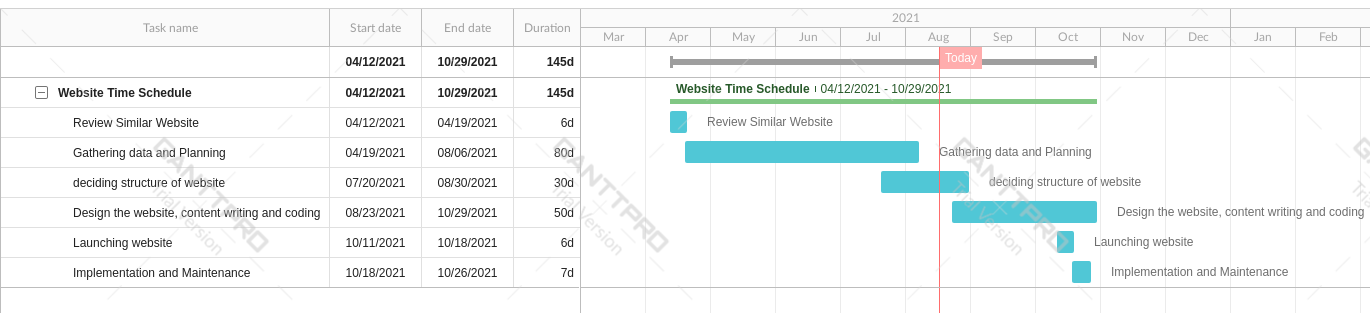 2021
Task name Start date End date Duration Mar Apr May Jun Jul Aug Sep Oct Nov Dec Jan Feb
04/12/2021 10/29/2021 145d Today
Website Time Schedule 04/12/2021 10/29/2021 145d Website Time Schedule 04/12/2021 - 10/29/2021
Review Similar Website 04/12/2021 04/19/2021 6d Review Similar Website
Gathering data and Planning 04/19/2021 08/06/2021 80d Gathering data and Planning
deciding structure of website 07/20/2021 08/30/2021 30d deciding structure of website
Design the website, content writing and coding 08/23/2021 10/29/2021 50d Design the website, content writing and coding
Launching website 10/11/2021 10/18/2021 6d Launching website
Implementation and Maintenance 10/18/2021 10/26/2021 7d Implementation and Maintenance
GANTTPRO
Trial Version
GANTTPRO
Trial Version
GANTTPRO
Trial Version